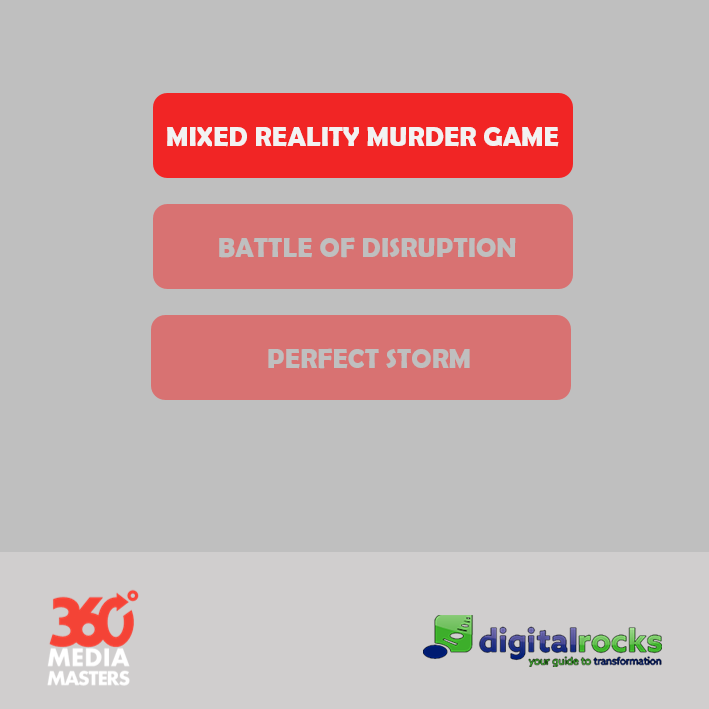 MIXED REALITY MURDER GAME
BATTLE OF DISRUPTION
PERFECT STORM
360°
MEDIA
MASTERS
digitalrocks
your guide to transformation